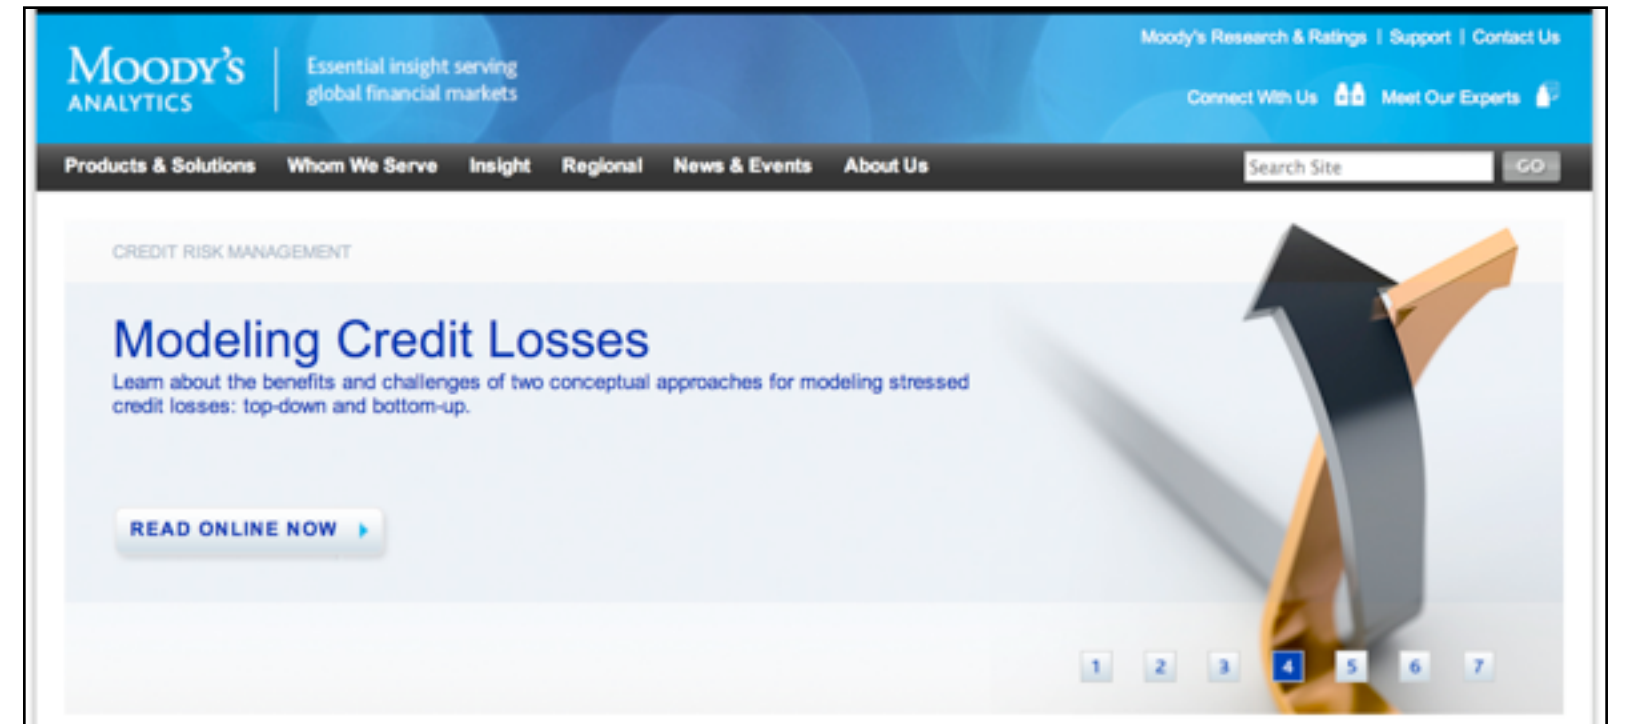 Moody's Research & Ratings | Support | Contact Us
MOODY'S
ANALYTICS
Essential insight serving
global financial markets
Connect With Us Meet Our Experts
Products & Solutions Whom We Serve Insight Regional News & Events About Us Search Site GO
CREDIT RISK MANAGEMENT
Modeling Credit Losses
Learn about the benefits and challenges of two conceptual approaches for modeling stressed
credit losses: top-down and bottom-up.
READ ONLINE NOW
1 2 3 4 5 6 7